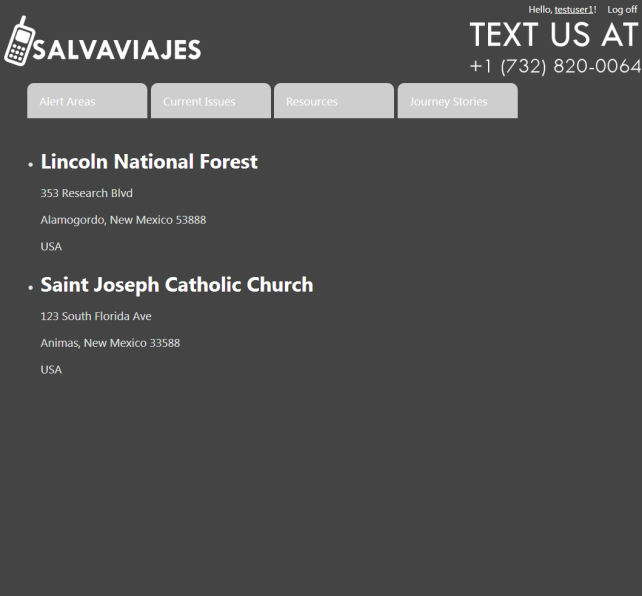 Hello, testuser1! Log off
SALVAVIAJES
TEXT US AT
+1 (732) 820-0064
Alert Areas
Current Issues
Resources
Journey Stories
Lincoln National Forest
353 Research Blvd
Alamogordo, New Mexico 53888
USA
Saint Joseph Catholic Church
123 South Florida Ave
Animas, New Mexico 33588
USA